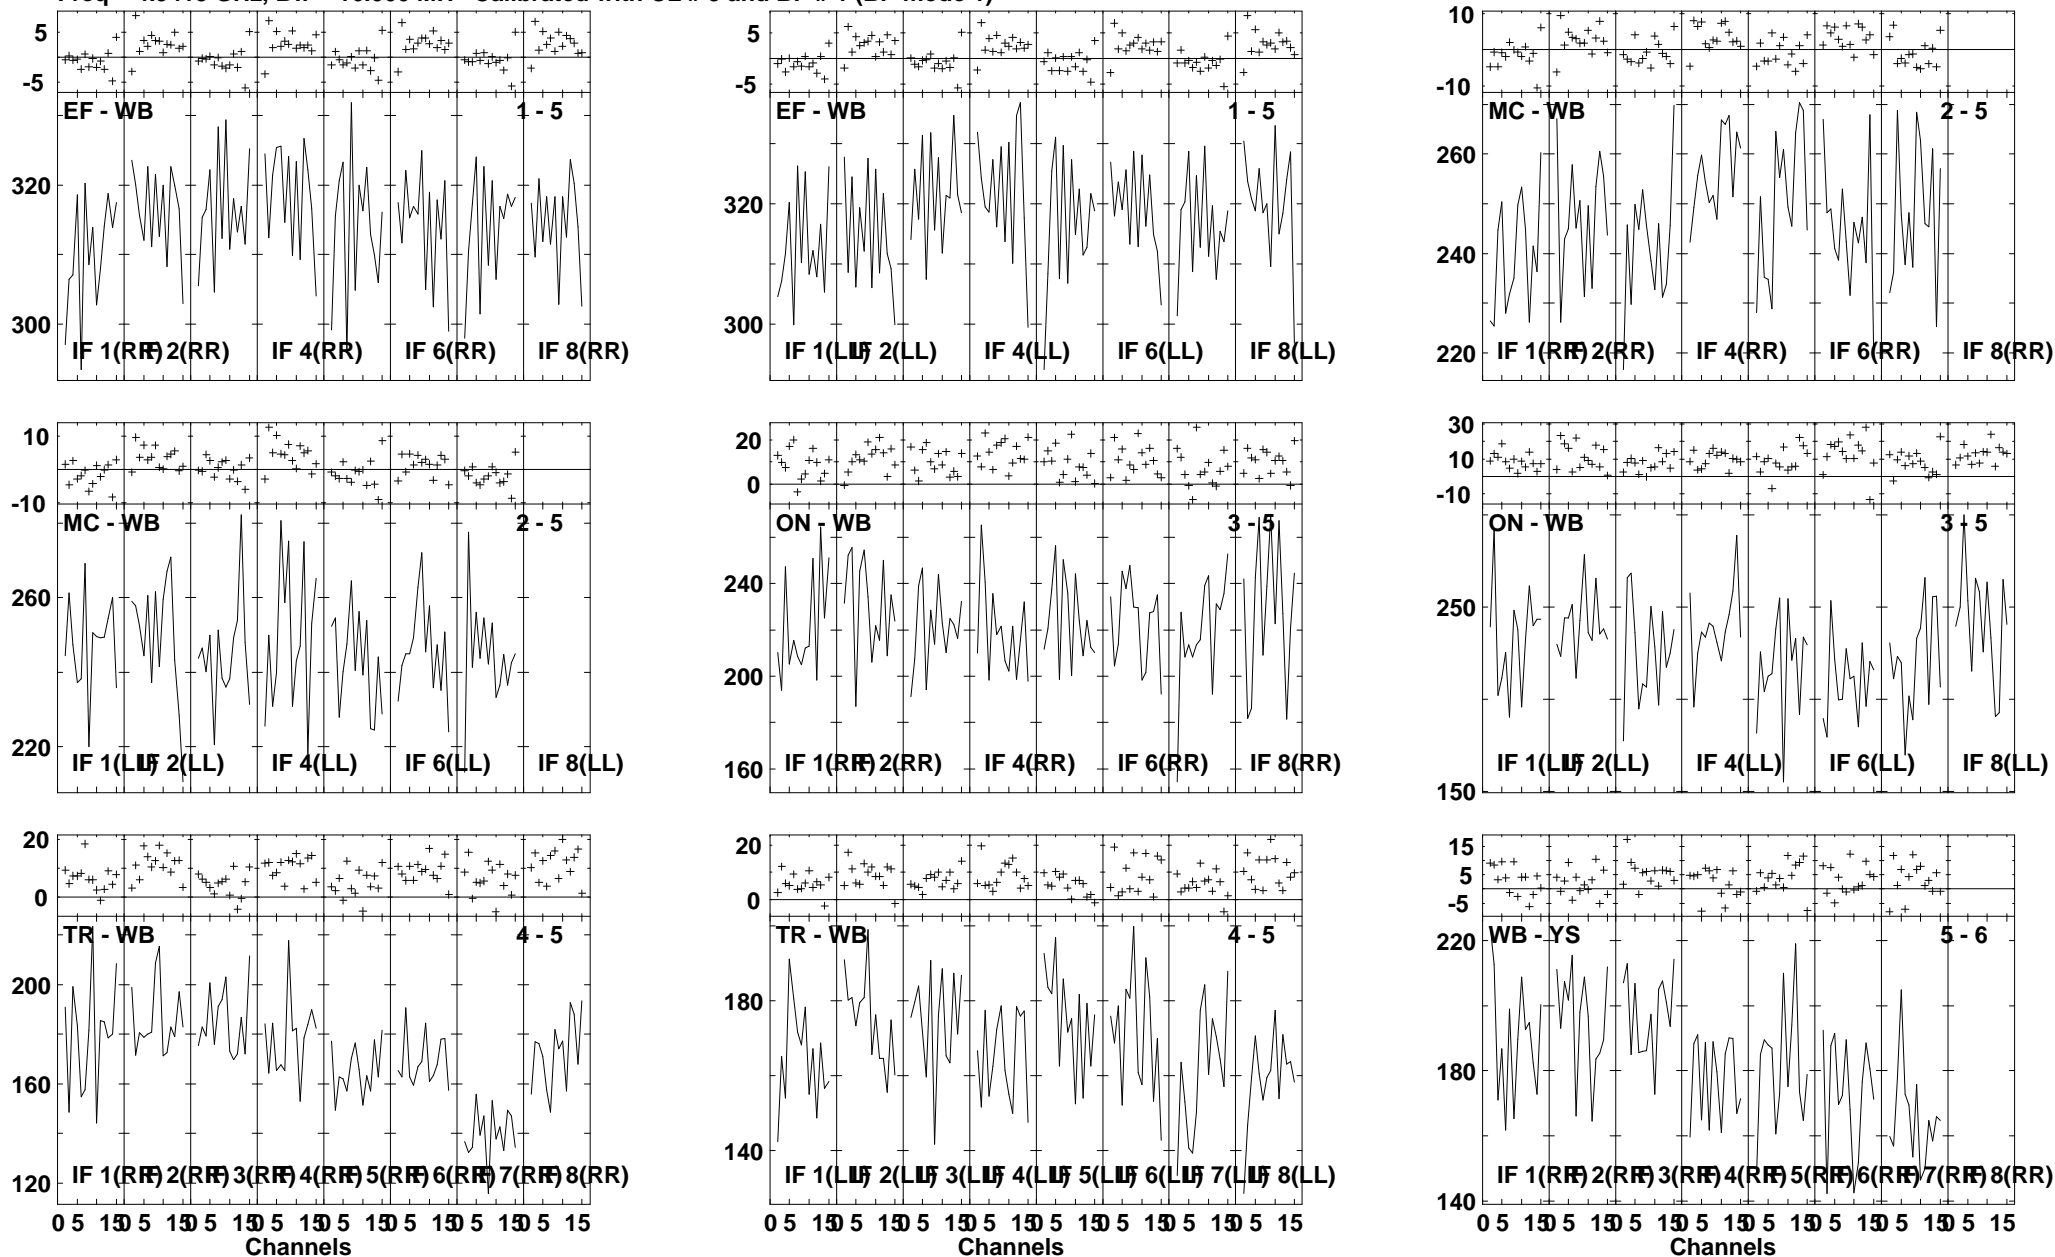 5
-5
EF - WB 1 - 5
320
300
IF 1(RR) IF 2(RR) IF 4(RR) IF 6(RR) IF 8(RR)
5
-5
EF - WB 1 - 5
320
300
IF 1(LL) IF 2(LL) IF 4(LL) IF 6(LL) IF 8(LL)
10
-10
MC - WB 2 - 5
260
240
220
IF 1(RR) IF 2(RR) IF 4(RR) IF 6(RR) IF 8(RR)
10
-10
MC - WB 2 - 5
260
220
IF 1(LL) IF 2(LL) IF 4(LL) IF 6(LL) IF 8(LL)
20
0
ON - WB 3 - 5
240
200
160
IF 1(RR) IF 2(RR) IF 4(RR) IF 6(RR) IF 8(RR)
30
10
-10
ON - WB 3 - 5
250
150
IF 1(LL) IF 2(LL) IF 4(LL) IF 6(LL) IF 8(LL)
20
0
TR - WB 4 - 5
200
160
120
IF 1(RR) IF 2(RR) IF 3(RR) IF 4(RR) IF 5(RR) IF 6(RR) IF 7(RR) IF 8(RR)
0 5 15 0 5 15 0 5 15 0 5 15 0 5 15 0 5 15 0 5 15 0 5 15
Channels
20
0
TR - WB 4 - 5
180
140
IF 1(LL) IF 2(LL) IF 3(LL) IF 4(LL) IF 5(LL) IF 6(LL) IF 7(LL) IF 8(LL)
0 5 15 0 5 15 0 5 15 0 5 15 0 5 15 0 5 15 0 5 15 0 5 15
Channels
15
5
-5
WB - YS 5 - 6
220
180
140
IF 1(RR) IF 2(RR) IF 3(RR) IF 4(RR) IF 5(RR) IF 6(RR) IF 7(RR) IF 8(RR)
0 5 15 0 5 15 0 5 15 0 5 15 0 5 15 0 5 15 0 5 15 0 5 15
Channels